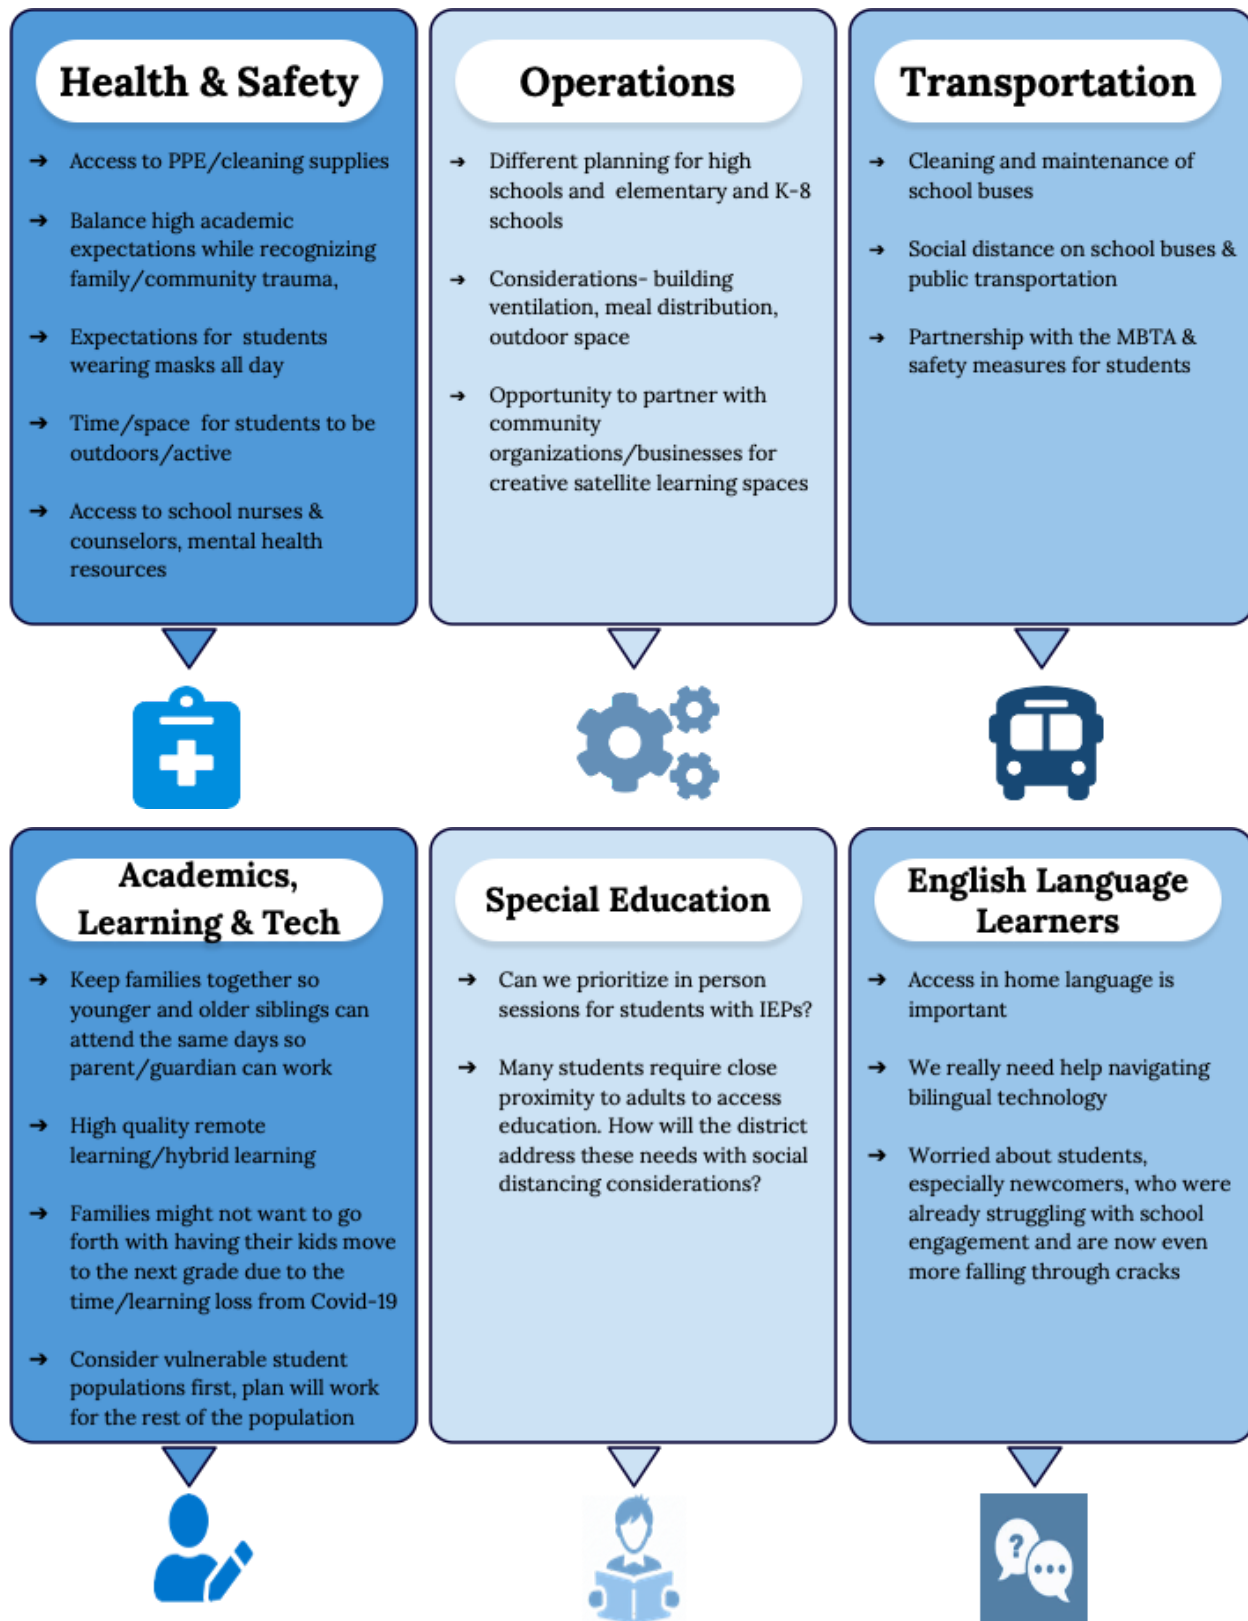 Health & Safety
➔ Access to PPE/cleaning supplies
➔ Balance high academic
expectations while recognizing
family/community trauma,
➔ Expectations for students
wearing masks all day
➔ Time/space for students to be
outdoors/active
➔ Access to school nurses &
counselors, mental health
resources
Operations
➔ Different planning for high
schools and elementary and K-8
schools
➔ Considerations- building
ventilation, meal distribution,
outdoor space
➔ Opportunity to partner with
community
organizations/businesses for
creative satellite learning spaces
Transportation
➔ Cleaning and maintenance of
school buses
➔ Social distance on school buses &
public transportation
➔ Partnership with the MBTA &
safety measures for students
Academics,
Learning & Tech
➔ Keep families together so
younger and older siblings can
attend the same days so
parent/guardian can work
➔ High quality remote
learning/hybrid learning
➔ Families might not want to go
forth with having their kids move
to the next grade due to the
time/learning loss from Covid-19
➔ Consider vulnerable student
populations first, plan will work
for the rest of the population
Special Education
➔ Can we prioritize in person
sessions for students with IEPs?
➔ Many students require close
proximity to adults to access
education. How will the district
address these needs with social
distancing considerations?
English Language
Learners
➔ Access in home language is
important
➔ We really need help navigating
bilingual technology
➔ Worried about students,
especially newcomers, who were
already struggling with school
engagement and are now even
more falling through cracks
?